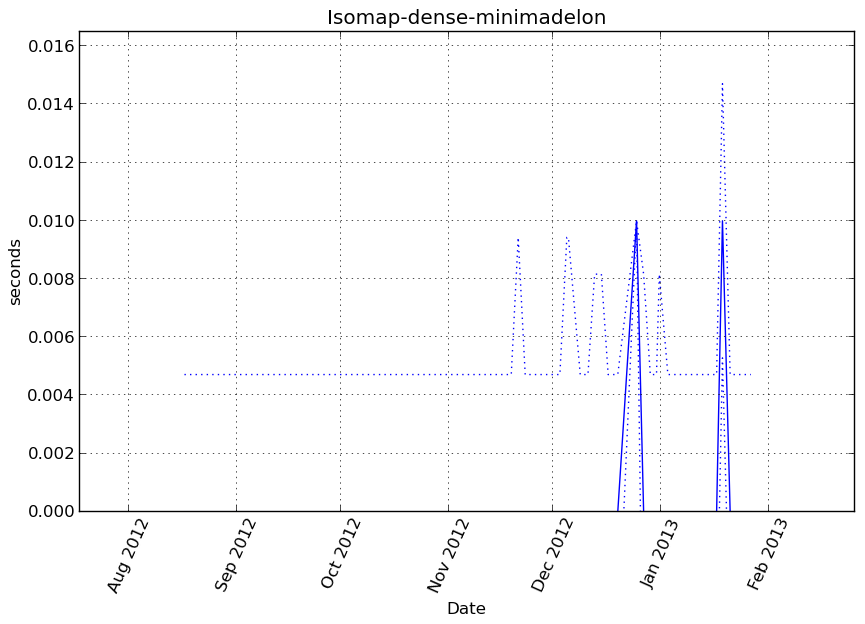 Isomap-dense-minimadelon
0.016
0.014
0.012
0.010
0.008
0.006
0.004
0.002
0.000
seconds
Aug 2012
Sep 2012
Oct 2012
Nov 2012
Dec 2012
Jan 2013
Feb 2013
Date